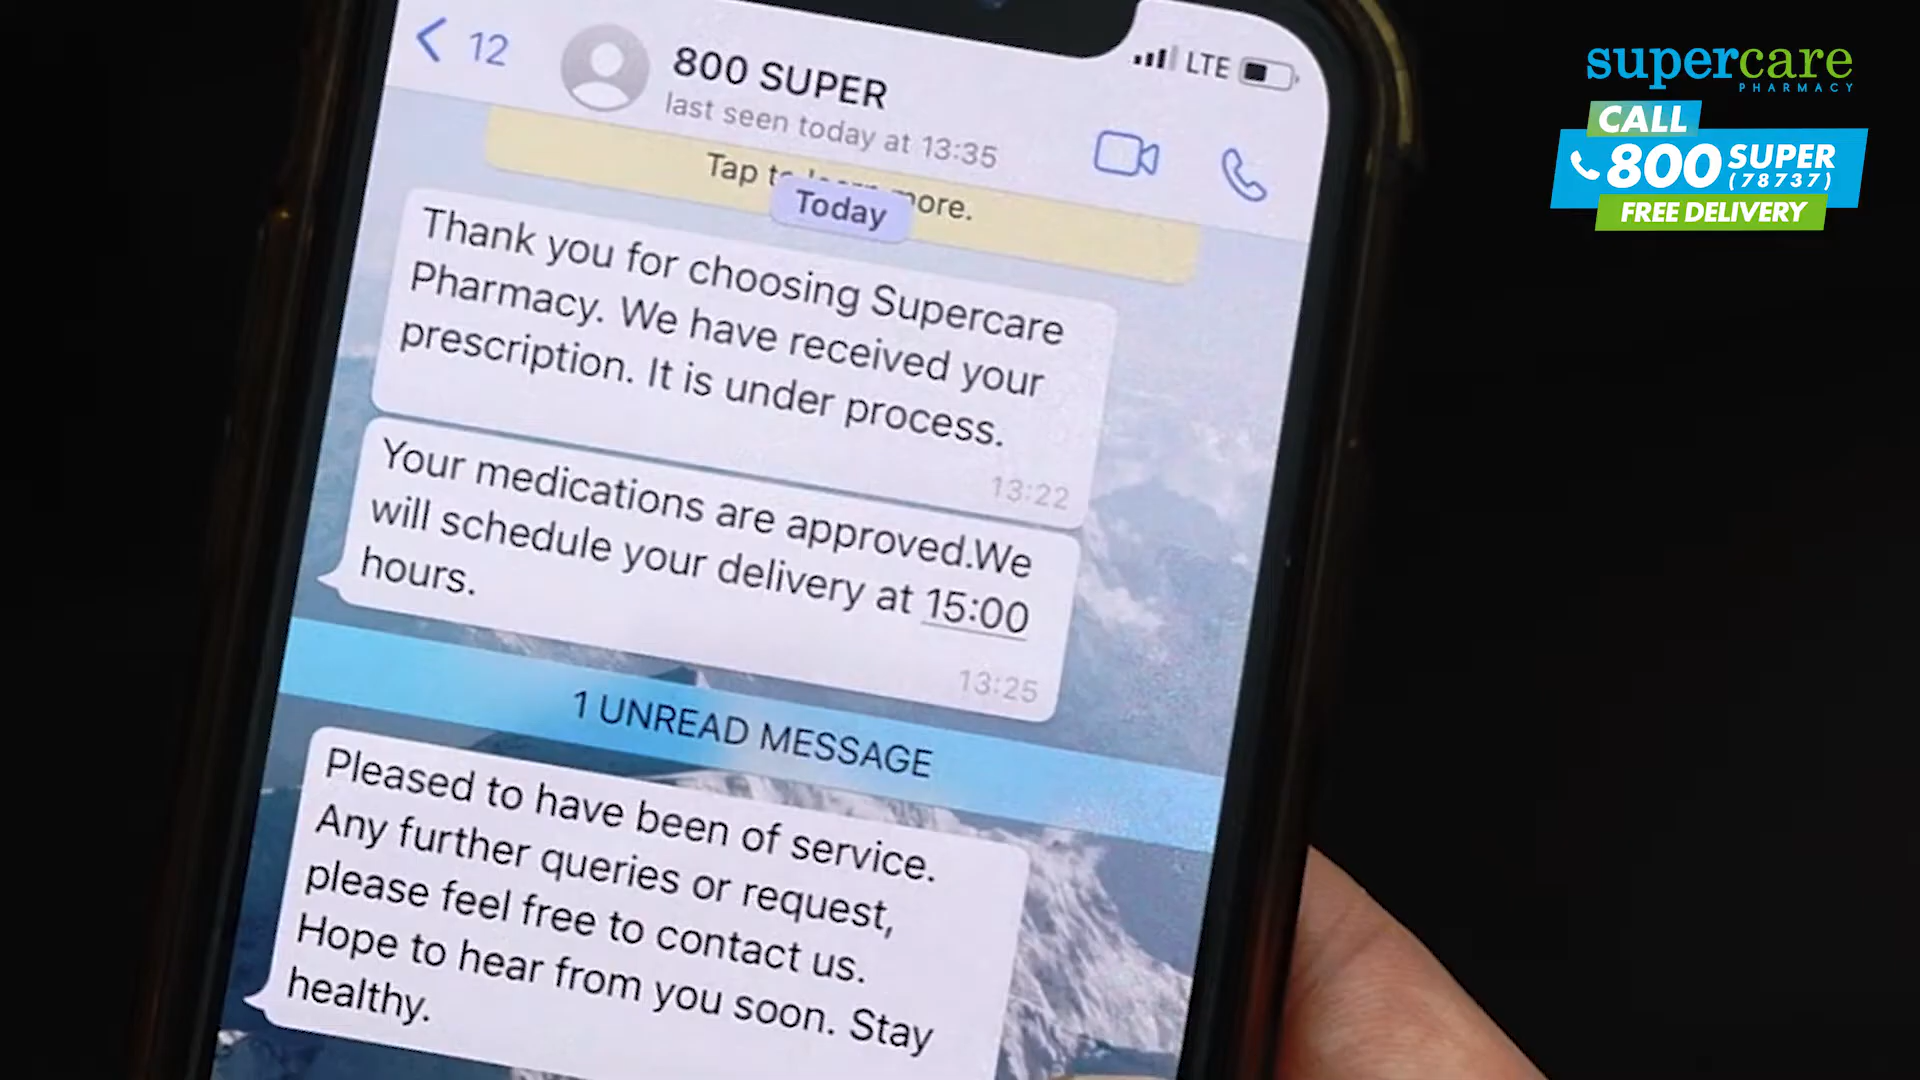 12
800 SUPER
last seen today at 13:35
LTE
Tap to learn more.
Today
Thank you for choosing Supercare
Pharmacy. We have received your
prescription. It is under process.
13:22
Your medications are approved.We
will schedule your delivery at 15:00
hours.
13:25
1 UNREAD MESSAGE
Pleased to have been of service.
Any further queries or request,
please feel free to contact us.
Hope to hear from you soon. Stay
healthy.
supercare
PHARMACY
CALL
800 SUPER
(78737)
FREE DELIVERY